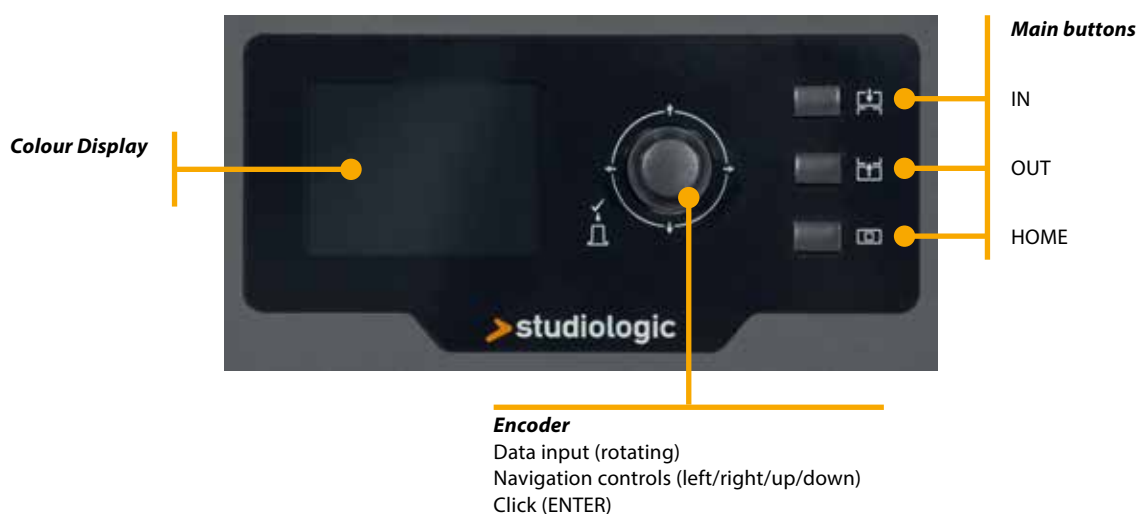 Main buttons
IN
Colour Display
OUT
HOME
studiologic
Encoder
Data input (rotating)
Navigation controls (left/right/up/down)
Click (ENTER)